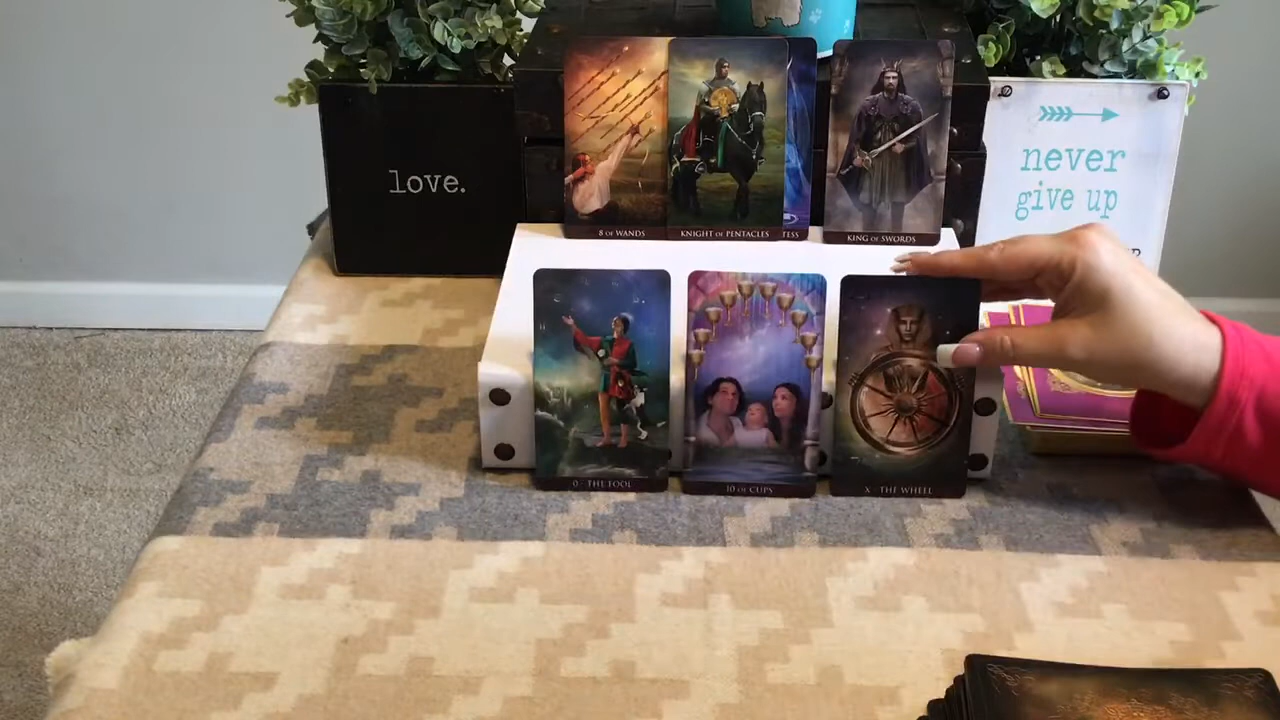 love.
never
give up
8 OF WANDS
KNIGHT OF PENTACLES
TESS
KING OF SWORDS
0 - THE FOOL
10 OF CUPS
X - THE WHEEL